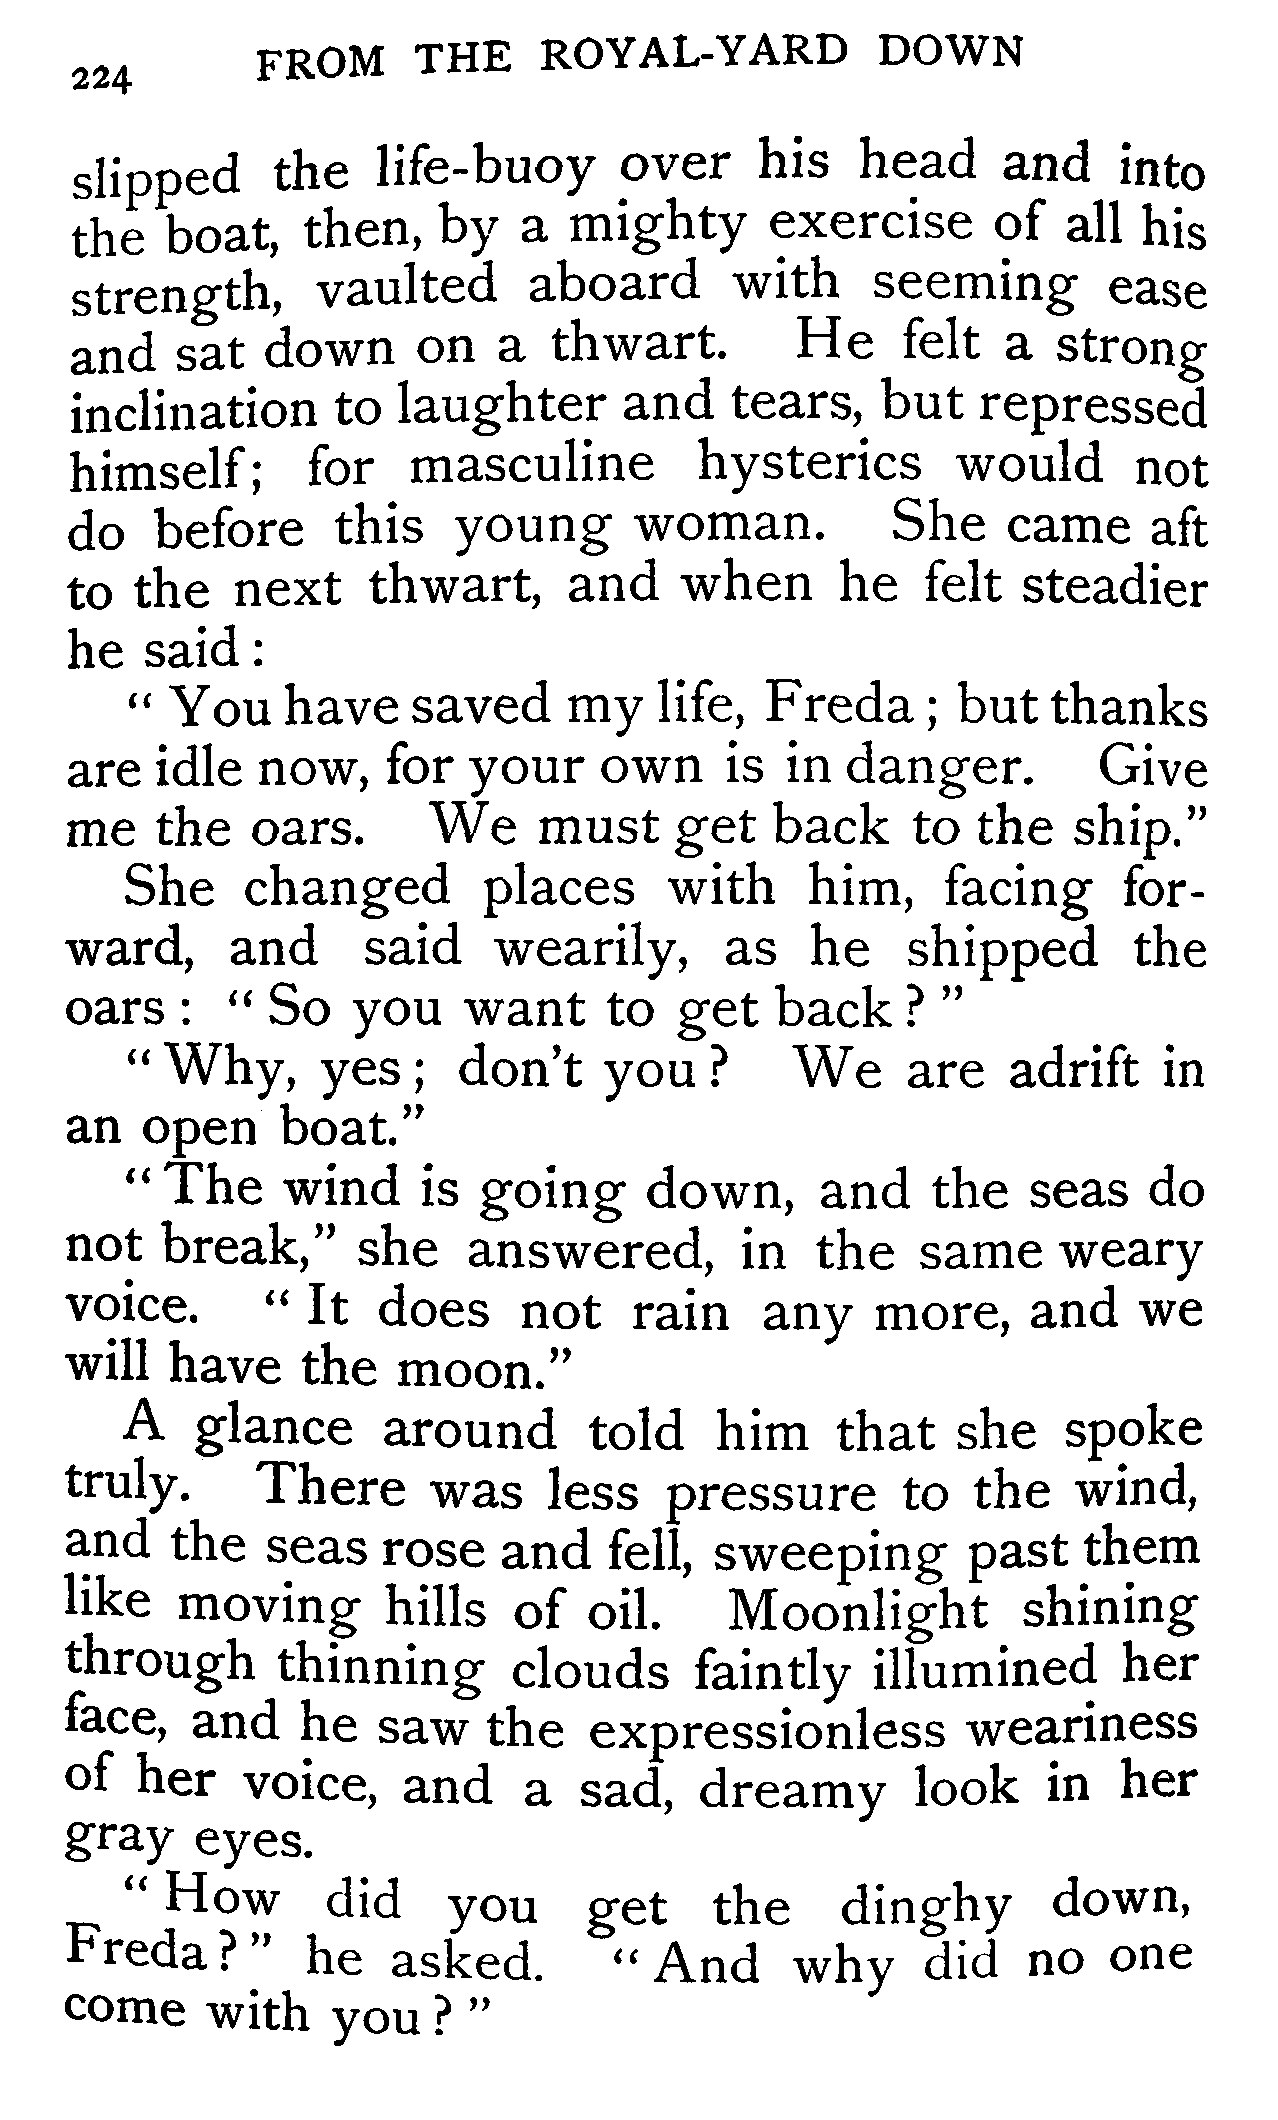 224 FROM THE ROYAL-YARD DOWN
slipped the life-buoy over his head and into
the boat, then, by a mighty exercise of all his
strength, vaulted aboard with seeming ease
and sat down on a thwart. He felt a strong
inclination to laughter and tears, but repressed
himself; for masculine hysterics would not
do before this young woman. She came aft
to the next thwart, and when he felt steadier
he said:
“You have saved my life, Freda; but thanks
are idle now, for your own is in danger. Give
me the oars. We must get back to the ship.”
She changed places with him, facing for-
ward, and said wearily, as he shipped the
oars: “So you want to get back?”
“Why, yes; don't you? We are adrift in
an open boat.”
“The wind is going down, and the seas do
not break,” she answered, in the same weary
voice. “It does not rain any more, and we
will have the moon.”
A glance around told him that she spoke
truly. There was less pressure to the wind,
and the seas rose and fell, sweeping past them
like moving hills of oil. Moonlight shining
through thinning clouds faintly illumined her
face, and he saw the expressionless weariness
of her voice, and a sad, dreamy look in her
gray eyes.
“How did you get the dinghy down,
Freda?” he asked. “And why did no one
come with you?”